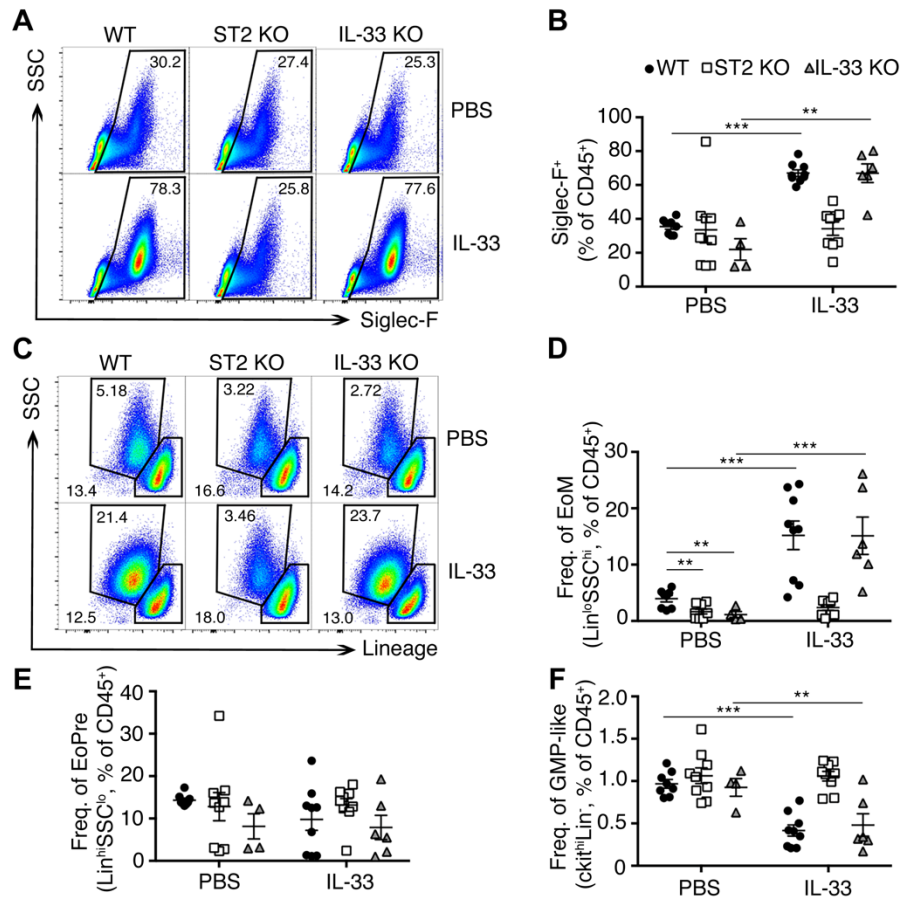 A
WT ST2 KO IL-33 KO
SSC
30.2 27.4 25.3
PBS
78.3 25.8 77.6
IL-33
Siglec-F
B
WT ST2 KO IL-33 KO
** 
***
100
80
60
40
20
0
Siglec-F+
(% of CD45+)
PBS IL-33
C
WT ST2 KO IL-33 KO
SSC
5.18 3.22 2.72
PBS
13.4 16.6 14.2
21.4 3.46 23.7
IL-33
12.5 18.0 13.0
Lineage
D
***
***
**
**
30
20
10
0
Freq. of EoM
(LinloSSChi, % of CD45+)
PBS IL-33
E
40
30
20
10
0
Freq. of EoPre
(LinhiSSClo, % of CD45+)
PBS IL-33
F
**
***
2.0
1.5
1.0
0.5
0
Freq. of GMP-like
(ckithiLin-, % of CD45+)
PBS IL-33